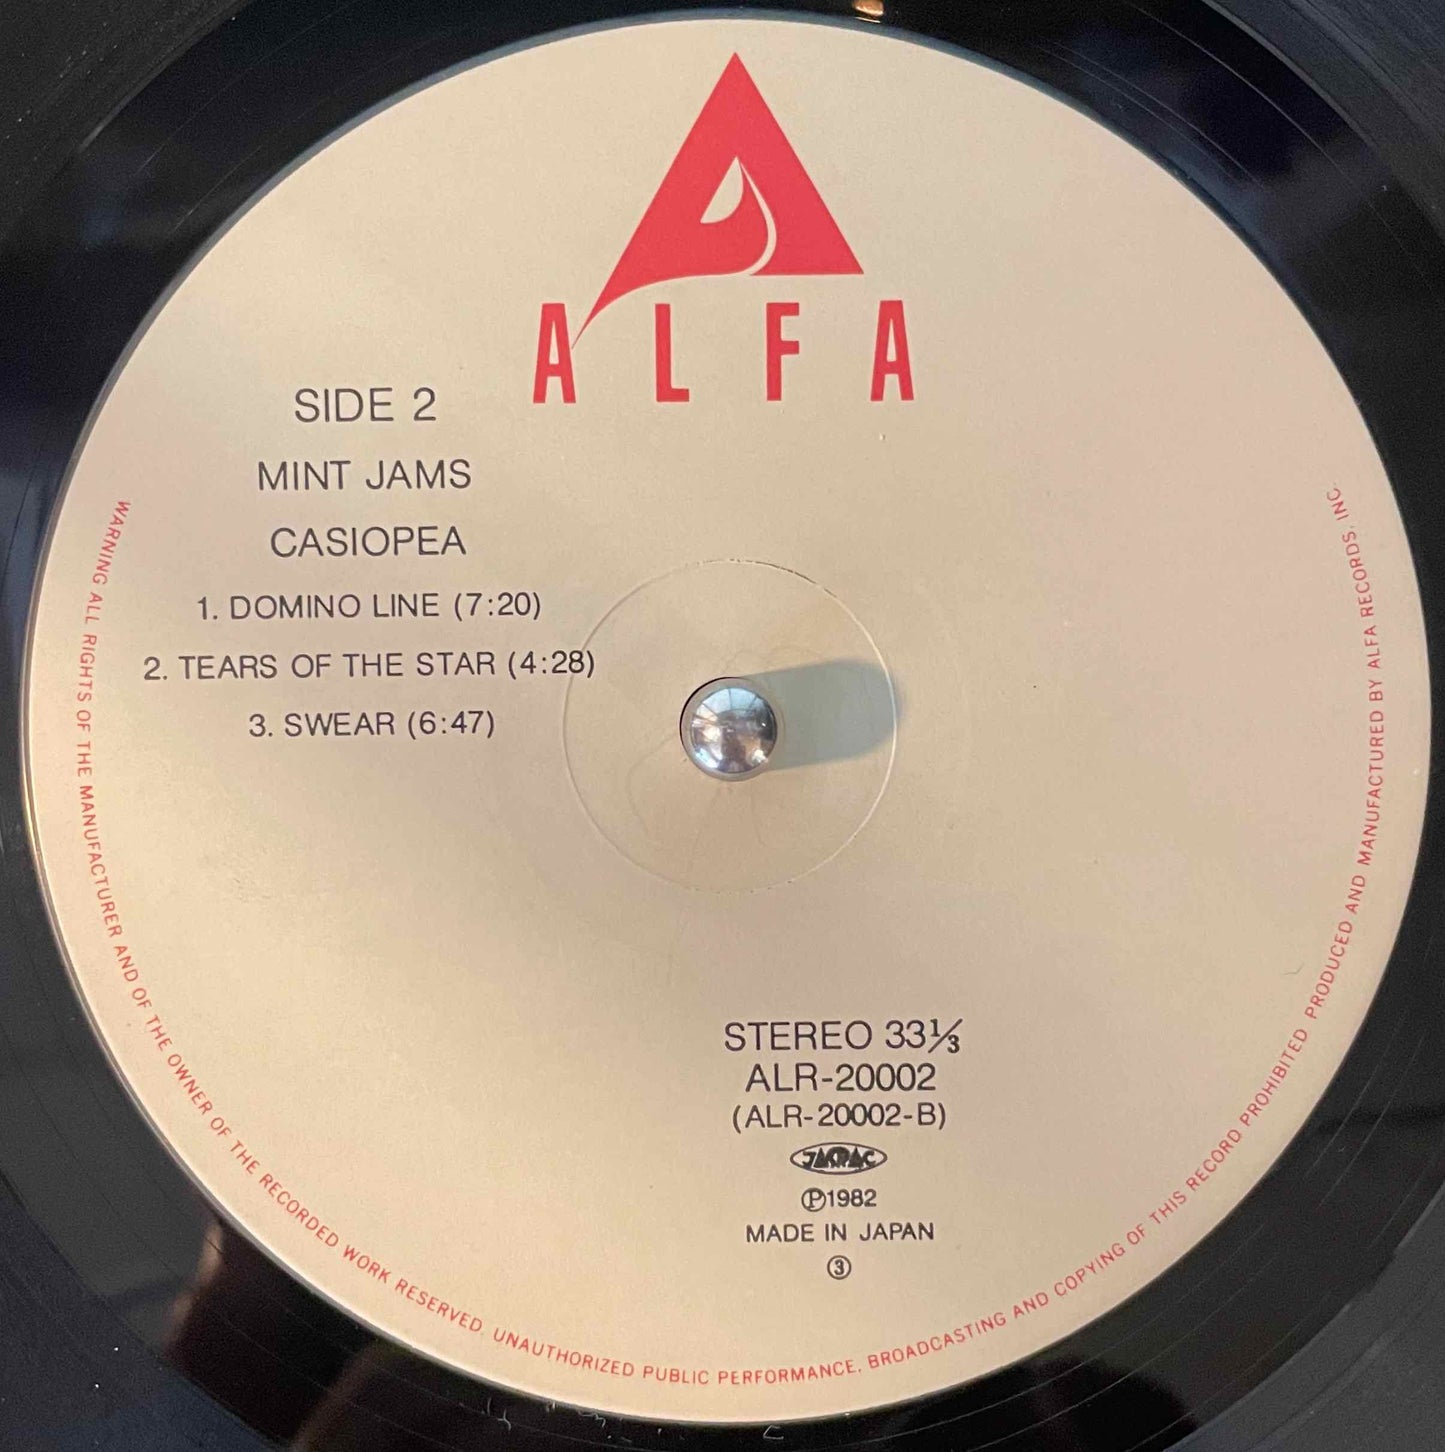 ALFA
SIDE 2
MINT JAMS
CASIOPEA
1. DOMINO LINE (7:20)
2. TEARS OF THE STAR (4:28)
3. SWEAR (6:47)
STEREO 33⅓
ALR-20002
(ALR-20002-B)
JASRAC
Ⓟ1982
MADE IN JAPAN
③
WARNING ALL RIGHTS OF THE MANUFACTURER AND OF THE OWNER OF THE RECORDED WORK RESERVED. UNAUTHORIZED PUBLIC PERFORMANCE. BROADCASTING AND COPYING OF THIS RECORD PROHIBITED PRODUCED AND MANUFACTURED BY ALFA RECORDS, INC.